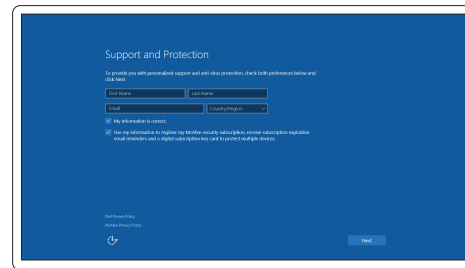 Support and Protection
To provide you with personalized support and anti-virus protection, check both preferences below and
click Next.
First Name
Last Name
Email
Country/Region
My information is correct.
Use my information to register my McAfee security subscription, receive subscription expiration
email reminders and a digital subscription key card to protect multiple devices.
Dell Privacy Policy
McAfee Privacy Policy
Next